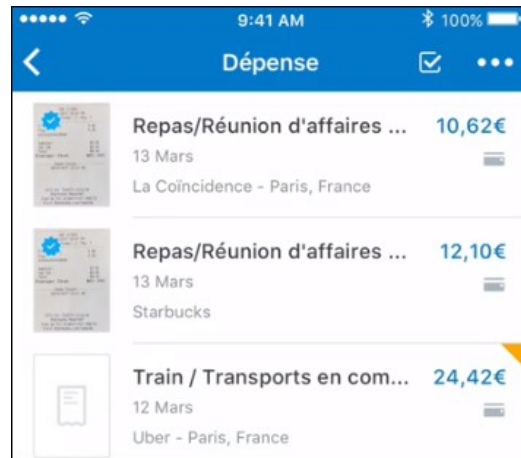 9:41 AM
100%
Dépense
Repas/Réunion d'affaires ... 10,62€
13 Mars
La Coïncidence - Paris, France
Repas/Réunion d'affaires ... 12,10€
13 Mars
Starbucks
Train / Transports en com... 24,42€
12 Mars
Uber - Paris, France